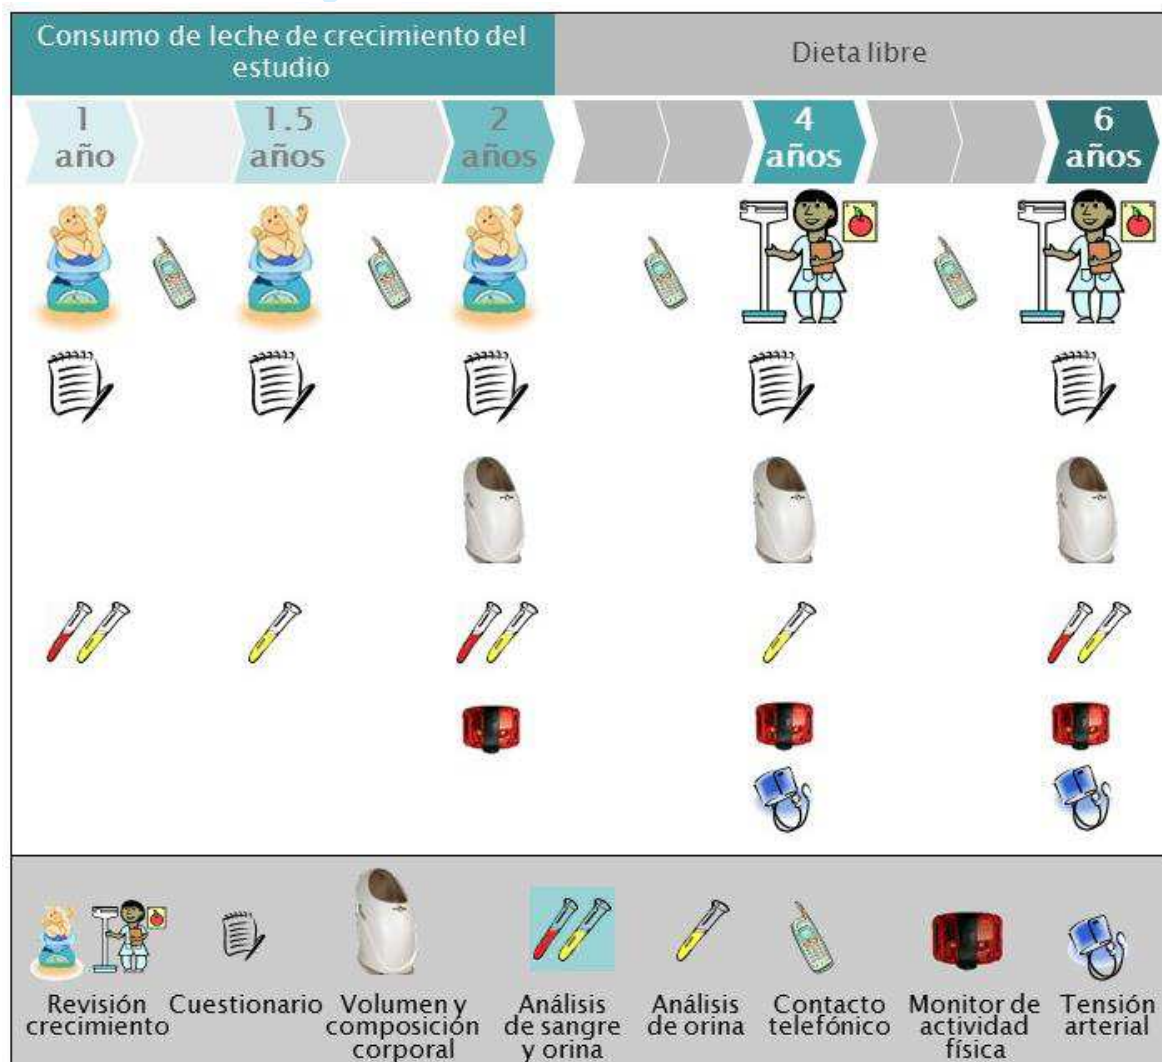 Consumo de leche de crecimiento del
estudio
Dieta libre
1
año
1.5
años
2
años
4
años
6
años
Revisión
crecimiento
Cuestionario
Volumen y
composición
corporal
Análisis
de sangre
y orina
Análisis
de orina
Contacto
telefónico
Monitor de
actividad
física
Tensión
arterial